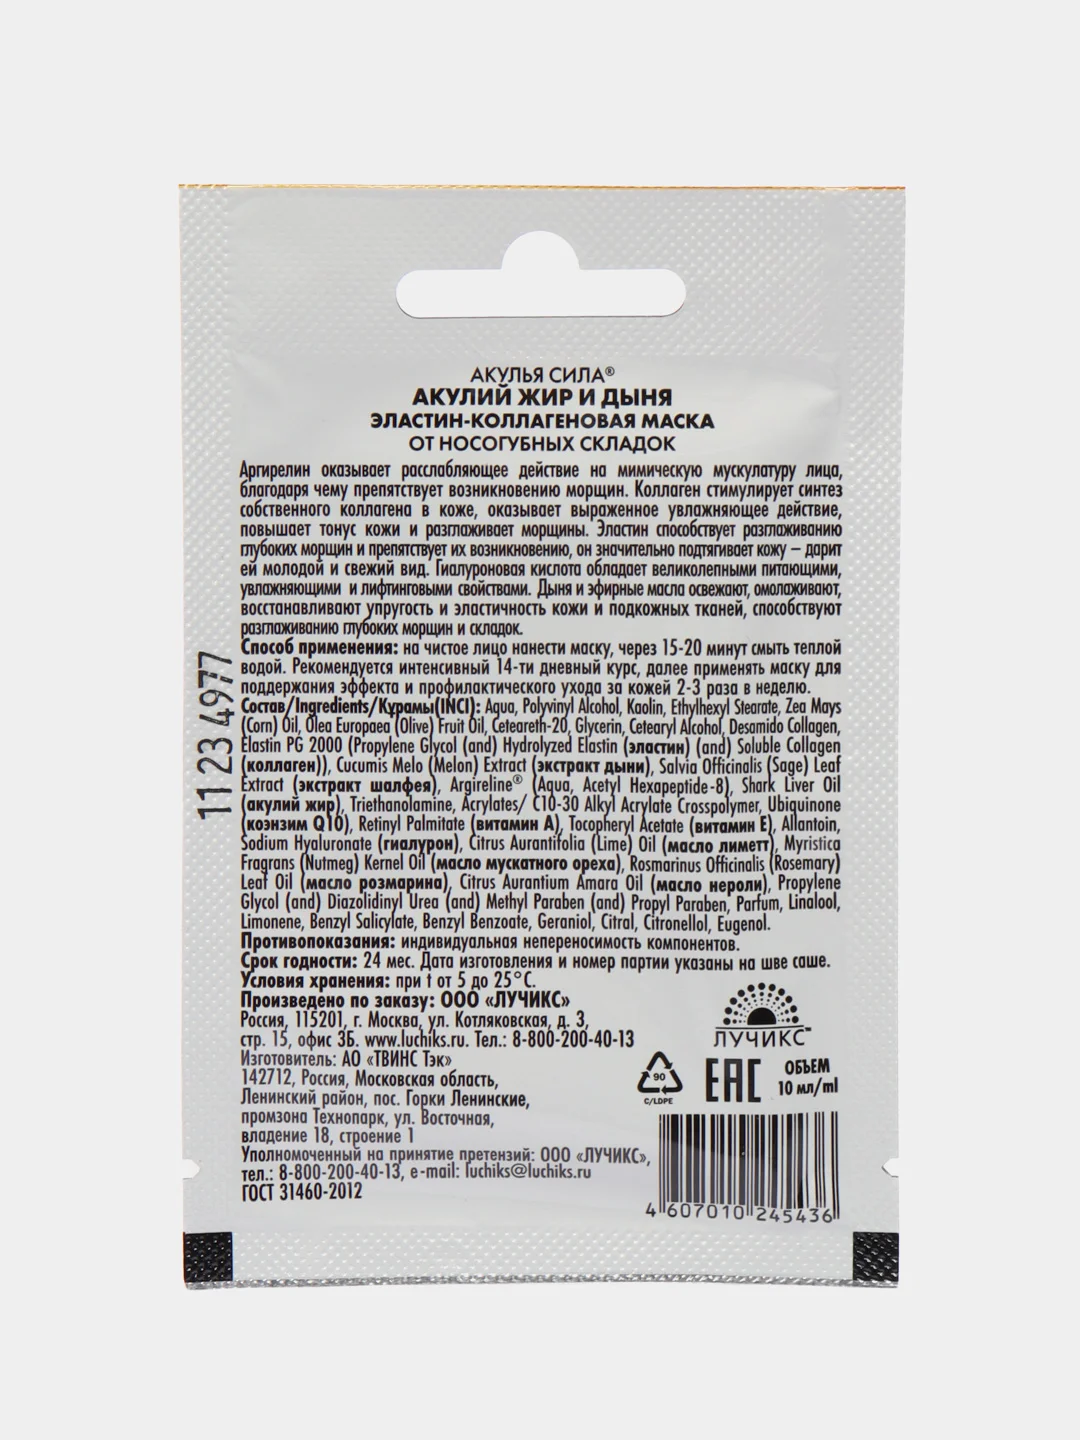 АКУЛЬЯ СИЛА®
АКУЛИЙ ЖИР И ДЫНЯ
ЭЛАСТИН-КОЛЛАГЕНОВАЯ МАСКА
ОТ НОСОГУБНЫХ СКЛАДОК
Аргирелин оказывает расслабляющее действие на мимическую мускулатуру лица,
благодаря чему препятствует возникновению морщин. Коллаген стимулирует синтез
собственного коллагена в коже, оказывает выраженное увлажняющее действие,
повышает тонус кожи и разглаживает морщины. Эластин способствует разглаживанию
глубоких морщин и препятствует их возникновению, он значительно подтягивает кожу – дарит
ей молодой и свежий вид. Гиалуроновая кислота обладает великолепными питающими,
увлажняющими и лифтинговыми свойствами. Дыня и эфирные масла освежают, омолаживают,
восстанавливают упругость и эластичность кожи и подкожных тканей, способствуют
разглаживанию глубоких морщин и складок.
Способ применения: на чистое лицо нанести маску, через 15-20 минут смыть теплой
водой. Рекомендуется интенсивный 14-ти дневный курс, далее применять маску для
поддержания эффекта и профилактического ухода за кожей 2-3 раза в неделю.
Состав/Ingredients/Құрамы(INCI): Aqua, Polyvinyl Alcohol, Kaolin, Ethylhexyl Stearate, Zea Mays
(Corn) Oil, Olea Europaea (Olive) Fruit Oil, Ceteareth-20, Glycerin, Cetearyl Alcohol, Desamido Collagen,
Elastin PG 2000 (Propylene Glycol (and) Hydrolyzed Elastin (эластин) (and) Soluble Collagen
(коллаген)), Cucumis Melo (Melon) Extract (экстракт дыни), Salvia Officinalis (Sage) Leaf
Extract (экстракт шалфея), Argireline® (Aqua, Acetyl Hexapeptide-8), Shark Liver Oil
(акулий жир), Triethanolamine, Acrylates/ C10-30 Alkyl Acrylate Crosspolymer, Ubiquinone
(коэнзим Q10), Retinyl Palmitate (витамин А), Tocopheryl Acetate (витамин Е), Allantoin,
Sodium Hyaluronate (гиалурон), Citrus Aurantifolia (Lime) Oil (масло лиметт), Myristica
Fragrans (Nutmeg) Kernel Oil (масло мускатного ореха), Rosmarinus Officinalis (Rosemary)
Leaf Oil (масло розмарина), Citrus Aurantium Amara Oil (масло нероли), Propylene
Glycol (and) Diazolidinyl Urea (and) Methyl Paraben (and) Propyl Paraben, Parfum, Linalool,
Limonene, Benzyl Salicylate, Benzyl Benzoate, Geraniol, Citral, Citronellol, Eugenol.
Противопоказания: индивидуальная непереносимость компонентов.
Срок годности: 24 мес. Дата изготовления и номер партии указаны на шве саше.
Условия хранения: при t от 5 до 25°С.
Произведено по заказу: ООО «ЛУЧИКС»
Россия, 115201, г. Москва, ул. Котляковская, д. 3,
стр. 15, офис 3Б. www.luchiks.ru. Тел.: 8-800-200-40-13
Изготовитель: АО «ТВИНС Тэк»
142712, Россия, Московская область,
Ленинский район, пос. Горки Ленинские,
промзона Технопарк, ул. Восточная,
владение 18, строение 1
Уполномоченный на принятие претензий: ООО «ЛУЧИКС»,
тел.: 8-800-200-40-13, e-mail: luchiks@luchiks.ru
ГОСТ 31460-2012
ЛУЧИКС™
90
C/LDPE
EAC
ОБЪЕМ
10 мл/ml
4 607010 245436
1123 4977